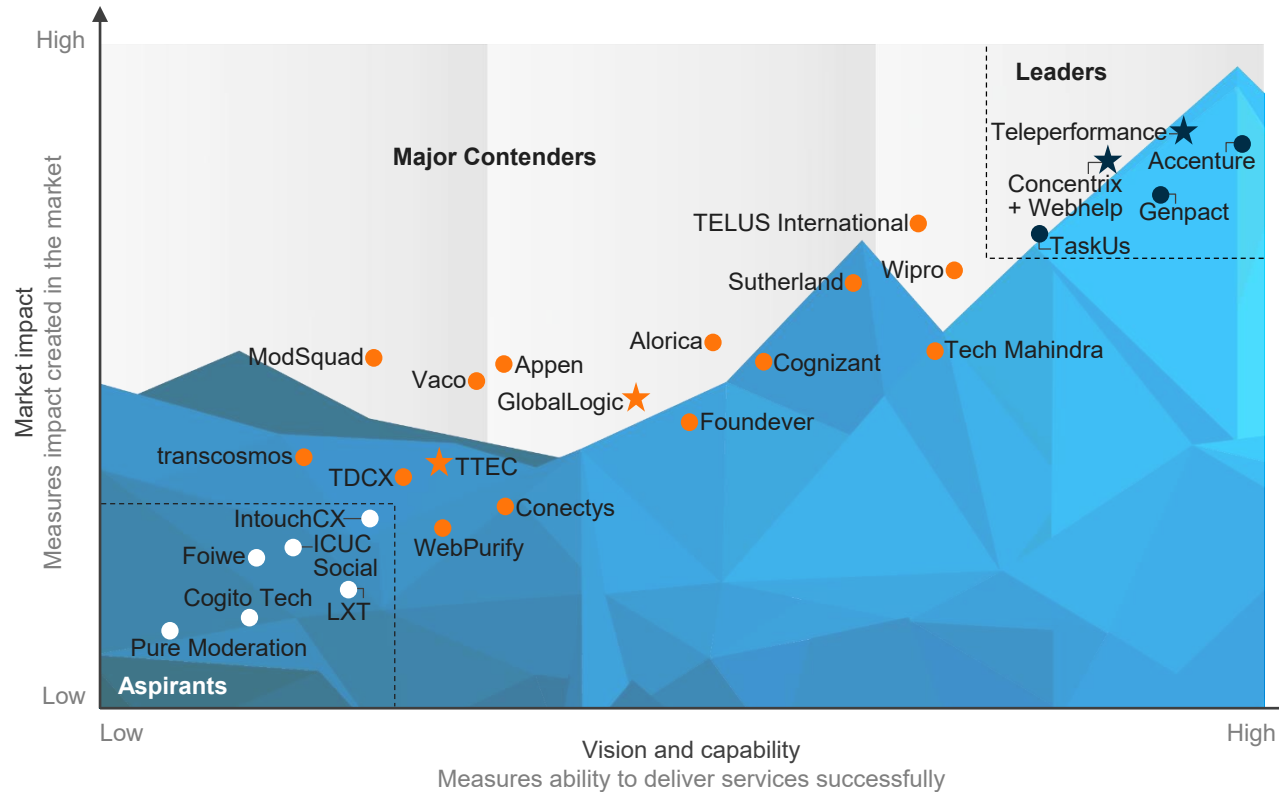 High
Leaders
Teleperformance
Major Contenders
Accenture
Concentrix
+ Webhelp
Genpact
TELUS International
TaskUs
Wipro
Sutherland
Alorica
Tech Mahindra
ModSquad
Appen
Cognizant
Vaco
GlobalLogic
Foundever
transcosmos
TTEC
TDCX
Conectys
IntouchCX
WebPurify
ICUC
Social
Foiwe
Cogito Tech
LXT
Pure Moderation
Aspirants
Low
Market impact
Measures impact created in the market
Low
High
Vision and capability
Measures ability to deliver services successfully